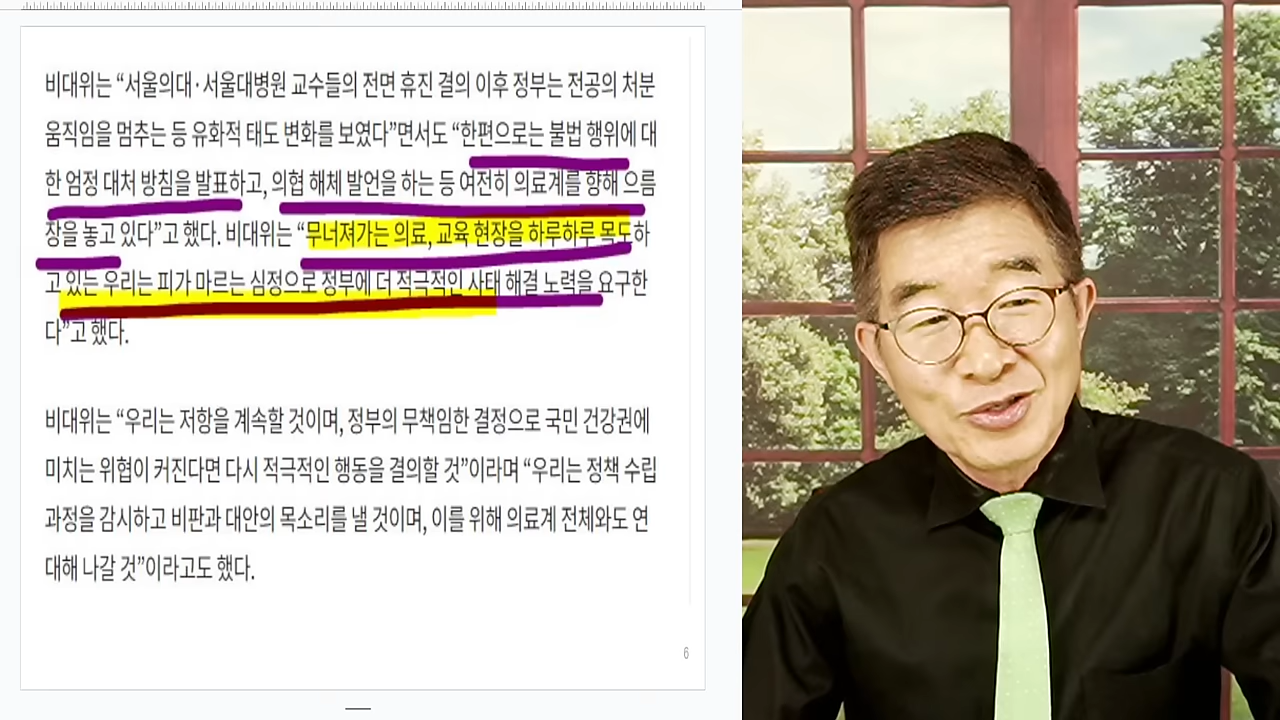 비대위는 “서울의대·서울대병원 교수들의 전면 휴진 결의 이후 정부는 전공의 처분
움직임을 멈추는 등 유화적 태도 변화를 보였다”면서도 “한편으로는 불법 행위에 대
한 엄정 대처 방침을 발표하고, 의협 해체 발언을 하는 등 여전히 의료계를 향해 으름
장을 놓고 있다”고 했다. 비대위는 “무너져가는 의료, 교육 현장을 하루하루 목도하
고 있는 우리는 피가 마르는 심정으로 정부에 더 적극적인 사태 해결 노력을 요구한
다”고 했다.
비대위는 “우리는 저항을 계속할 것이며, 정부의 무책임한 결정으로 국민 건강권에
미치는 위협이 커진다면 다시 적극적인 행동을 결의할 것”이라며 “우리는 정책 수립
과정을 감시하고 비판과 대안의 목소리를 낼 것이며, 이를 위해 의료계 전체와도 연
대해 나갈 것”이라고도 했다.
6